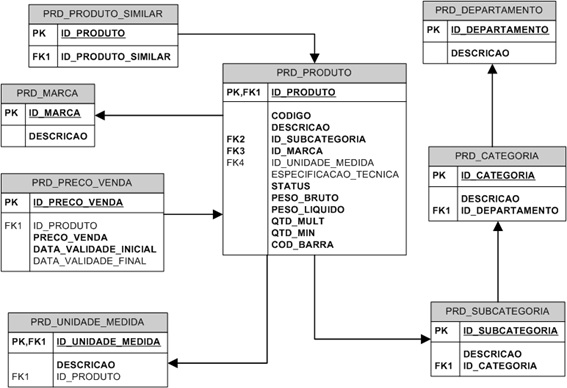 PRD_PRODUTO_SIMILAR
PK ID_PRODUTO
FK1 ID_PRODUTO_SIMILAR
PRD_MARCA
PK ID_MARCA
DESCRICAO
PRD_PRECO_VENDA
PK ID_PRECO_VENDA
FK1 ID_PRODUTO
PRECO_VENDA
DATA_VALIDADE_INICIAL
DATA_VALIDADE_FINAL
PRD_UNIDADE_MEDIDA
PK,FK1 ID_UNIDADE_MEDIDA
DESCRICAO
FK1 ID_PRODUTO
PRD_PRODUTO
PK,FK1 ID_PRODUTO
CODIGO
DESCRICAO
FK2 ID_SUBCATEGORIA
FK3 ID_MARCA
FK4 ID_UNIDADE_MEDIDA
ESPECIFICACAO_TECNICA
STATUS
PESO_BRUTO
PESO_LIQUIDO
QTD_MULT
QTD_MIN
COD_BARRA
PRD_DEPARTAMENTO
PK ID_DEPARTAMENTO
DESCRICAO
PRD_CATEGORIA
PK ID_CATEGORIA
DESCRICAO
FK1 ID_DEPARTAMENTO
PRD_SUBCATEGORIA
PK ID_SUBCATEGORIA
DESCRICAO
FK1 ID_CATEGORIA